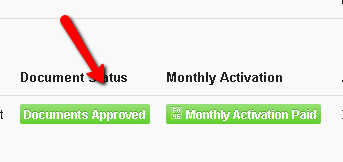 Document Status Monthly Activation
t Documents Approved Monthly Activation Paid